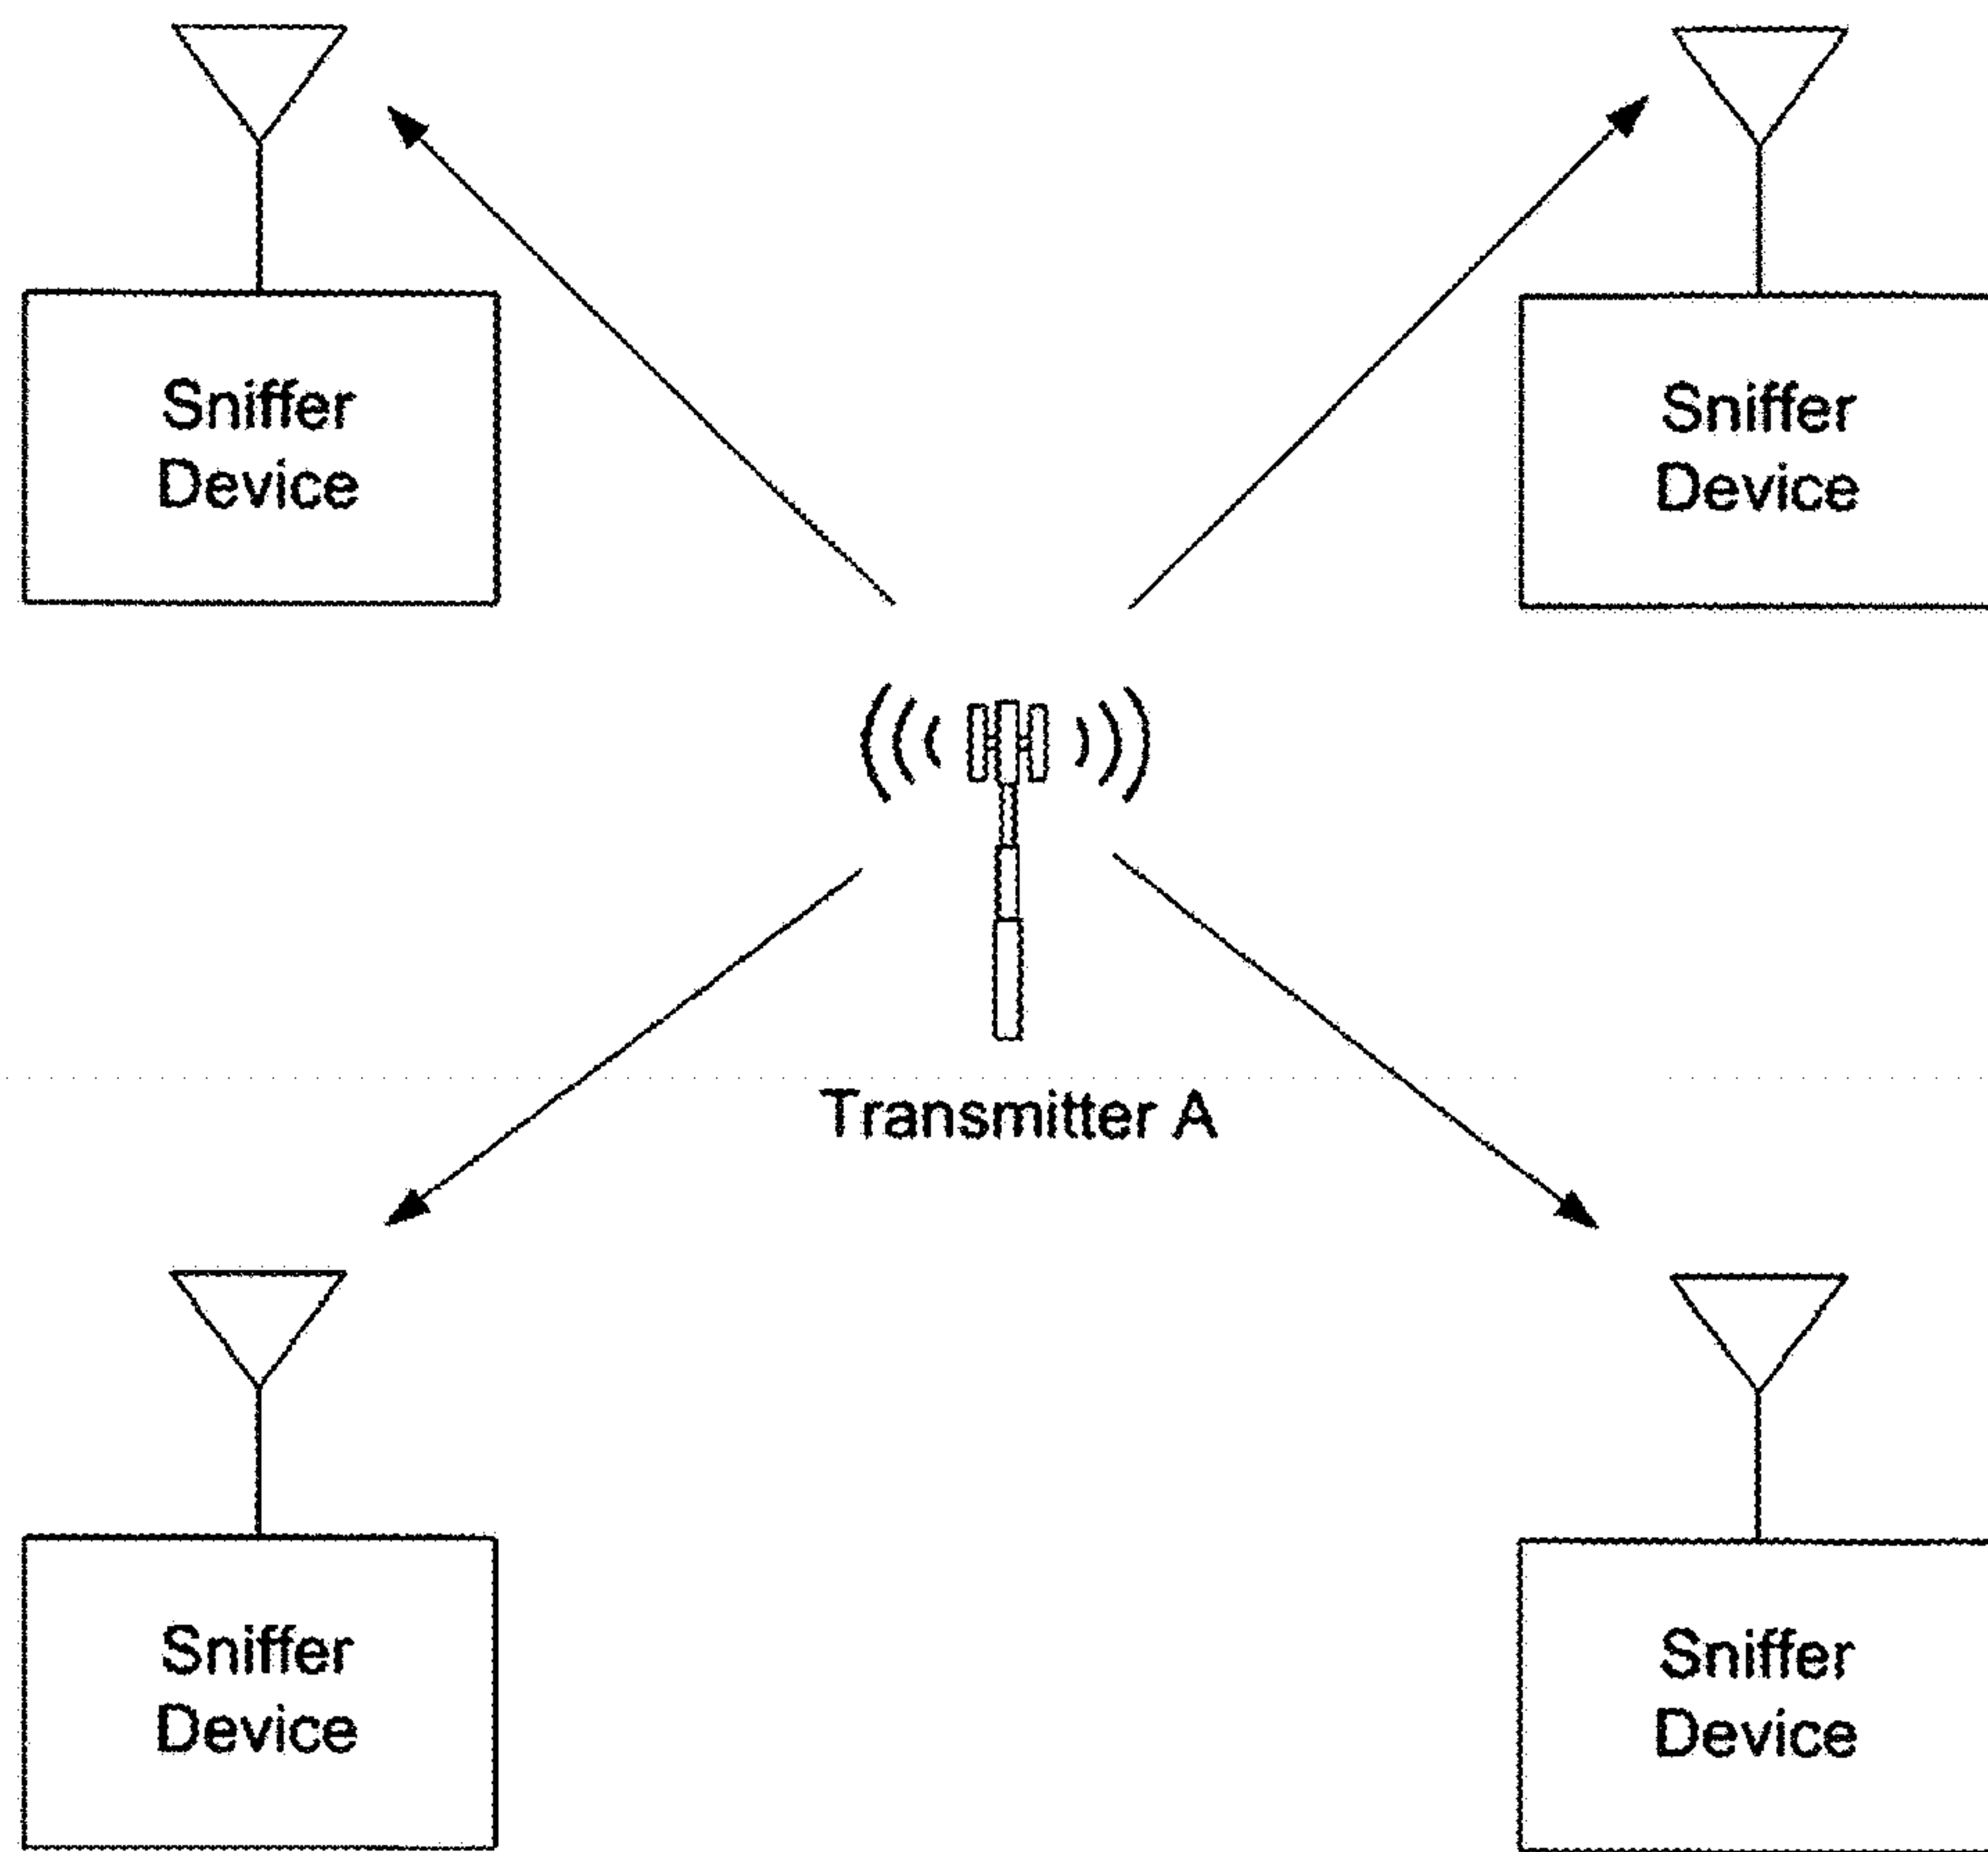 Sniffer
Device
Sniffer
Device
Transmitter A
Sniffer
Device
Sniffer
Device